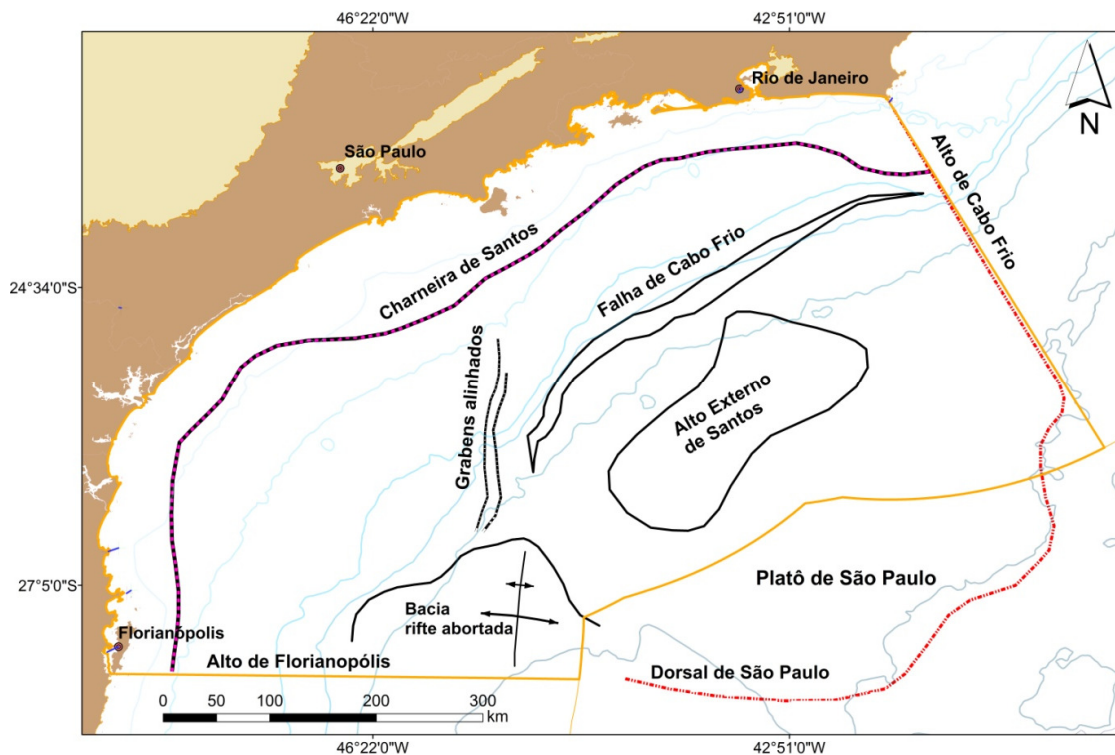 46°22'0"W
42°51'0"W
Rio de Janeiro
N
São Paulo
Alto de Cabo Frio
Charneira de Santos
Falha de Cabo Frio
24°34'0"S
Grabens alinhados
Alto Externo
de Santos
27°5'0"S
Platô de São Paulo
Bacia
rifte abortada
Florianópolis
Alto de Florianopólis
Dorsal de São Paulo
0 50 100 200 300
km
46°22'0"W
42°51'0"W